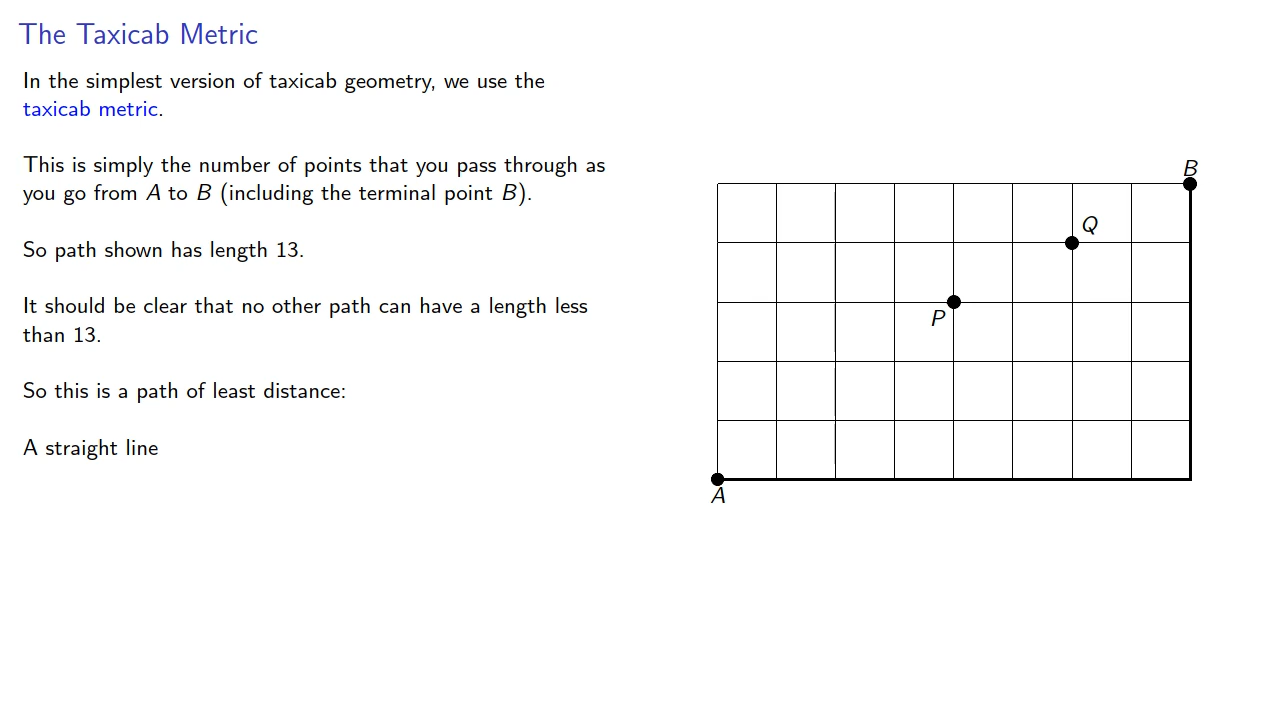 The Taxicab Metric
In the simplest version of taxicab geometry, we use the
taxicab metric.
This is simply the number of points that you pass through as
you go from A to B (including the terminal point B).
So path shown has length 13.
It should be clear that no other path can have a length less
than 13.
So this is a path of least distance:
A straight line
B
Q
P
A